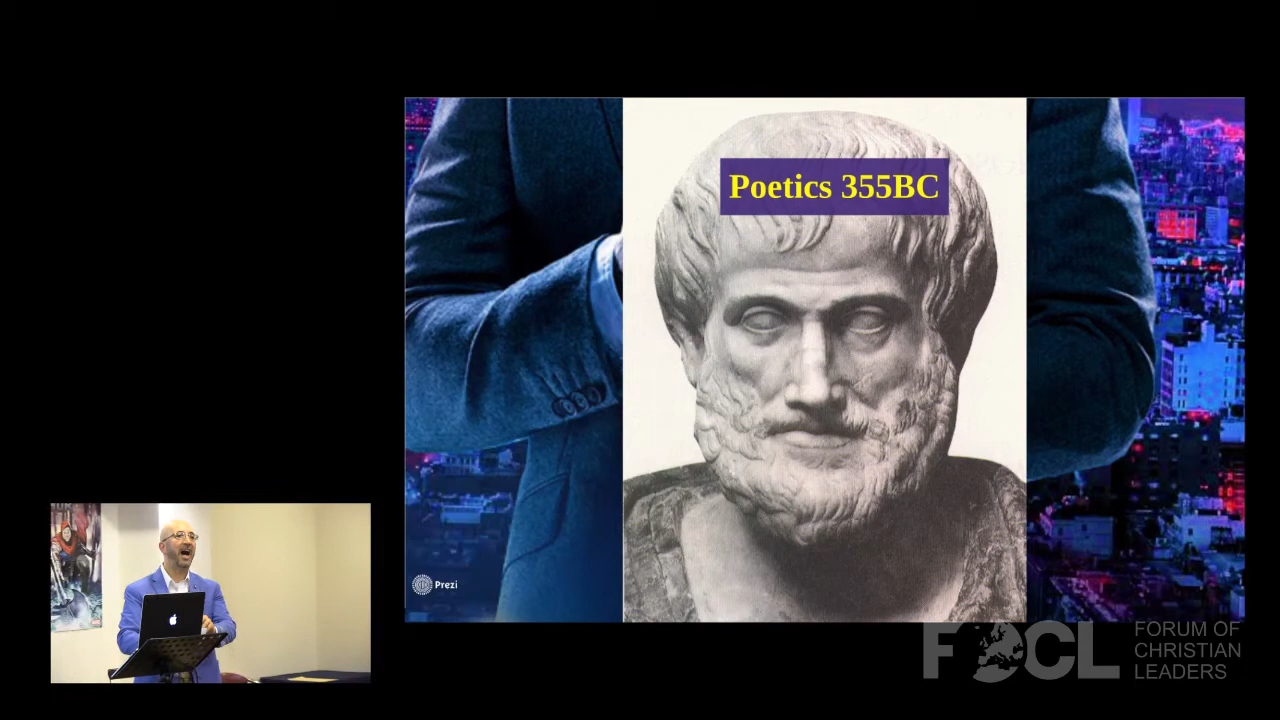 Poetics 355BC
Prezi
FOCL
FORUM OF
CHRISTIAN
LEADERS